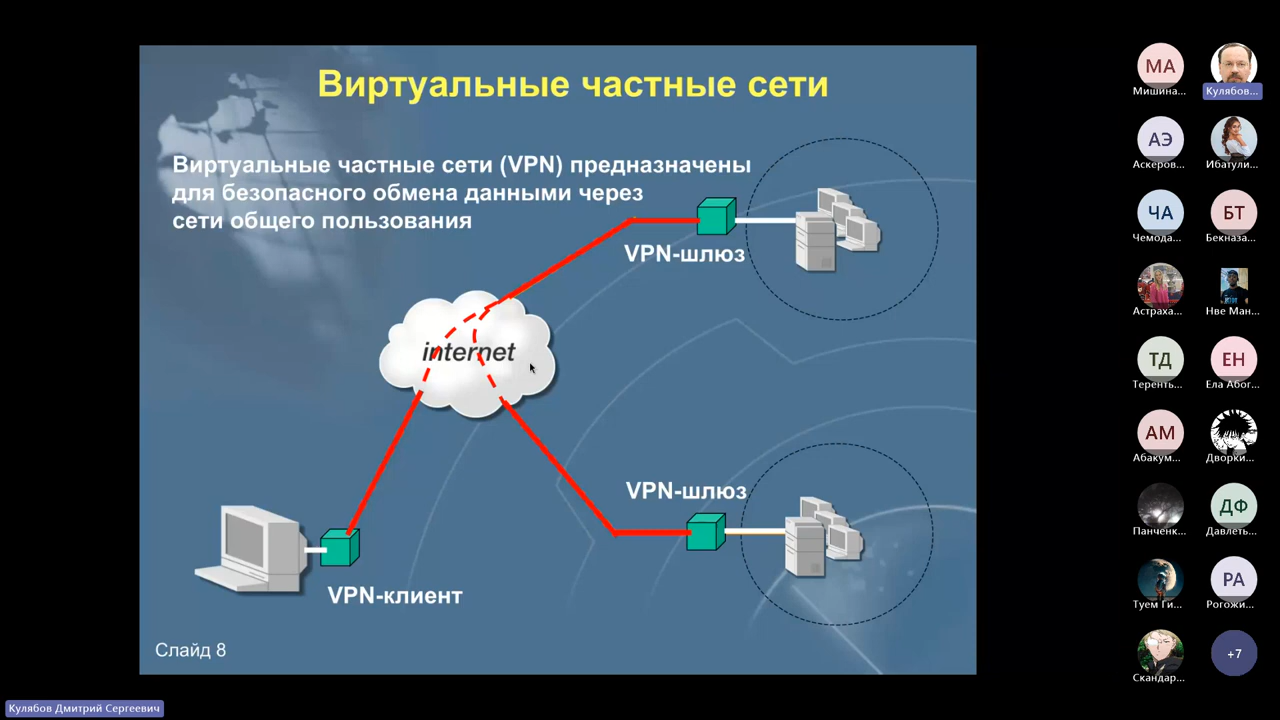 Виртуальные частные сети
Виртуальные частные сети (VPN) предназначены
для безопасного обмена данными через
сети общего пользования
VPN-шлюз
internet
VPN-шлюз
VPN-клиент
Слайд 8
МА
Мишина...
Кулябов...
АЭ
Аскеров...
Ибатули...
ЧА
Чемода...
БТ
Бекназа...
Астраха...
Нве Ман...
ТД
Теренть...
ЕН
Ела Абог...
АМ
Абакум...
Дворки...
Панченк...
ДФ
Давлеть...
Туем Ги...
РА
Рогожи...
Скандар...
+7
Кулябов Дмитрий Сергеевич